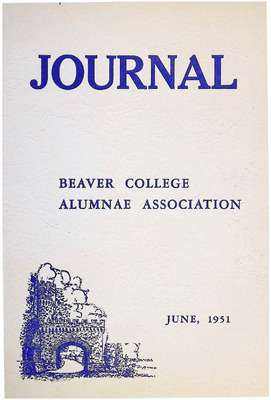 JOURNAL
BEAVER COLLEGE
ALUMNAE ASSOCIATION
JUNE, 1951